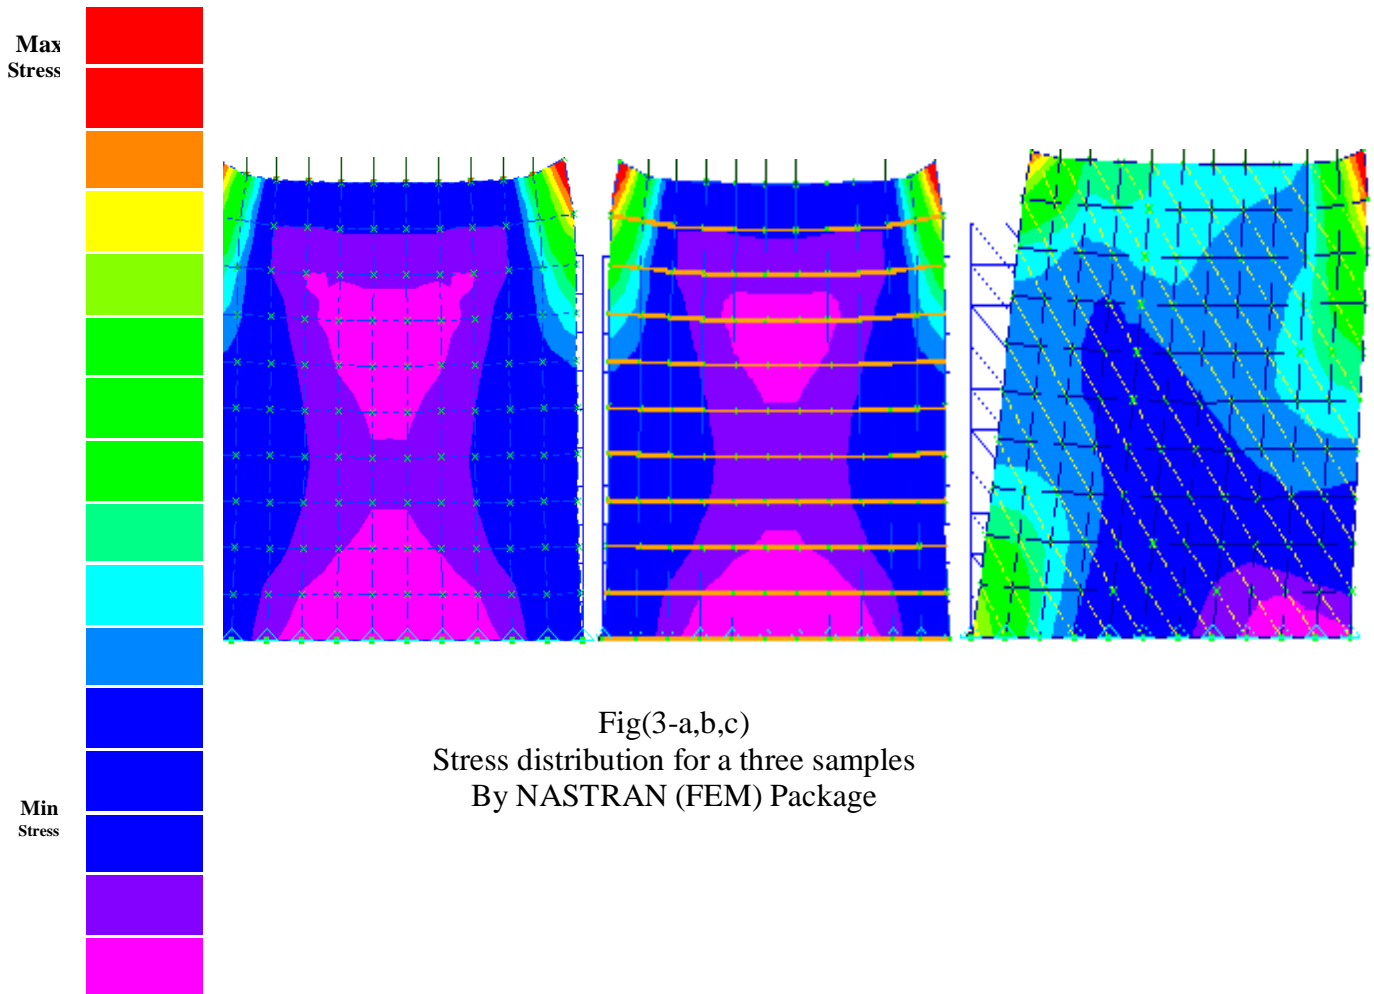 Max
Stress
Min
Stress
Fig(3-a,b,c)
Stress distribution for a three samples
By NASTRAN (FEM) Package